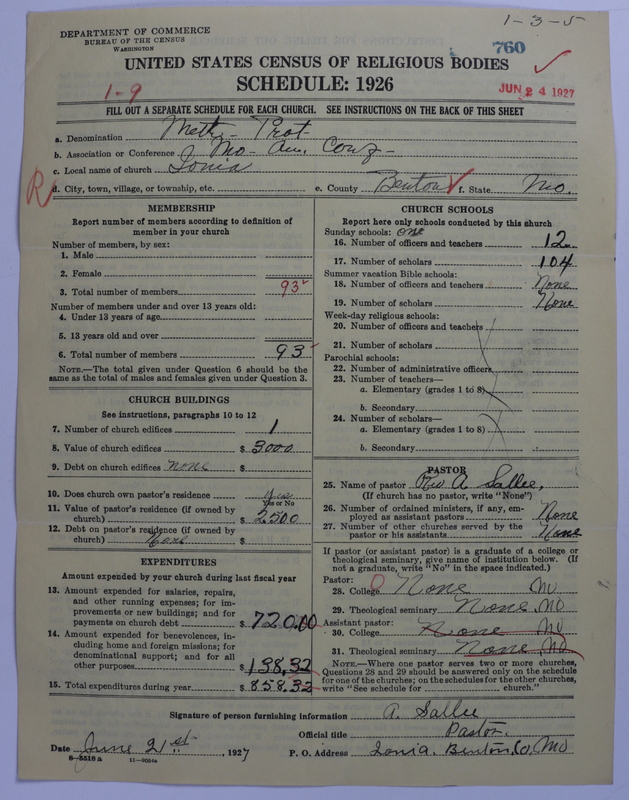 1-3-5
DEPARTMENT OF COMMERCE
BUREAU OF THE CENSUS
WASHINGTON
760
UNITED STATES CENSUS OF RELIGIOUS BODIES
SCHEDULE: 1926
1-9
JUN 24 1927
FILL OUT A SEPARATE SCHEDULE FOR EACH CHURCH. SEE INSTRUCTIONS ON THE BACK OF THIS SHEET
a. Denomination Meth- Prot-
b. Association or Conference Mo- Ann. Conf-
c. Local name of church Ionia
R
d. City, town, village, or township, etc. e. County Benton f. State Mo.
MEMBERSHIP
Report number of members according to definition of
member in your church
Number of members, by sex:
1. Male
2. Female
3. Total number of members 93
Number of members under and over 13 years old:
4. Under 13 years of age
5. 13 years old and over
6. Total number of members 93
NOTE.—The total given under Question 6 should be the
same as the total of males and females given under Question 3.
CHURCH BUILDINGS
See instructions, paragraphs 10 to 12
7. Number of church edifices 1
8. Value of church edifices $ 3000
9. Debt on church edifices none $
10. Does church own pastor's residence Yes
Yes or No
11. Value of pastor's residence (if owned by
church) $ 2500
12. Debt on pastor's residence (if owned by
church) None $
EXPENDITURES
Amount expended by your church during last fiscal year
13. Amount expended for salaries, repairs,
and other running expenses; for im-
provements or new buildings; and for
payments on church debt $ 720.00
14. Amount expended for benevolences, in-
cluding home and foreign missions; for
denominational support; and for all
other purposes $ 138.32
15. Total expenditures during year $ 858.32
CHURCH SCHOOLS
Report here only schools conducted by this church
Sunday schools: one
16. Number of officers and teachers 12
17. Number of scholars 104
Summer vacation Bible schools:
18. Number of officers and teachers None
19. Number of scholars None
Week-day religious schools:
20. Number of officers and teachers
21. Number of scholars
Parochial schools:
22. Number of administrative officers
23. Number of teachers—
a. Elementary (grades 1 to 8)
b. Secondary
24. Number of scholars—
a. Elementary (grades 1 to 8)
b. Secondary
PASTOR
25. Name of pastor Rev A Sallee,
(If church has no pastor, write "None")
26. Number of ordained ministers, if any, em-
ployed as assistant pastors None
27. Number of other churches served by the
pastor or his assistants None
If pastor (or assistant pastor) is a graduate of a college or
theological seminary, give name of institution below. (If
not a graduate, write "No" in the space indicated.)
Pastor:
28. College None No
29. Theological seminary None No
Assistant pastor:
30. College None No
31. Theological seminary None No
NOTE.—Where one pastor serves two or more churches,
Questions 28 and 29 should be answered only on the schedule
for one of the churches; on the schedules for the other churches,
write "See schedule for church."
Signature of person furnishing information A. Sallee
Official title Pastor.
Date June 21st, 1927 P. O. Address Ionia. Benton, Co, Mo
8-5518a 11-9034a